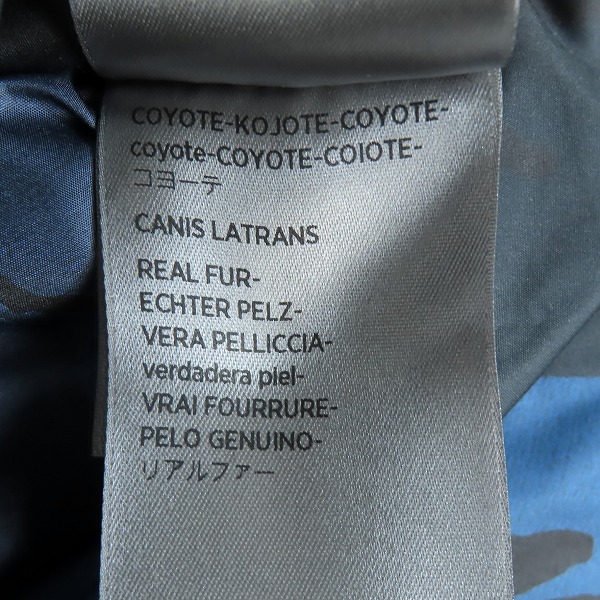 COYOTE-KOJOTE-COYOTE-
coyote-COYOTE-COIOTE-
コヨーテ
CANIS LATRANS
REAL FUR-
ECHTER PELZ-
VERA PELLICCIA-
verdadera piel-
VRAI FOURRURE-
PELO GENUINO-
リアルファー